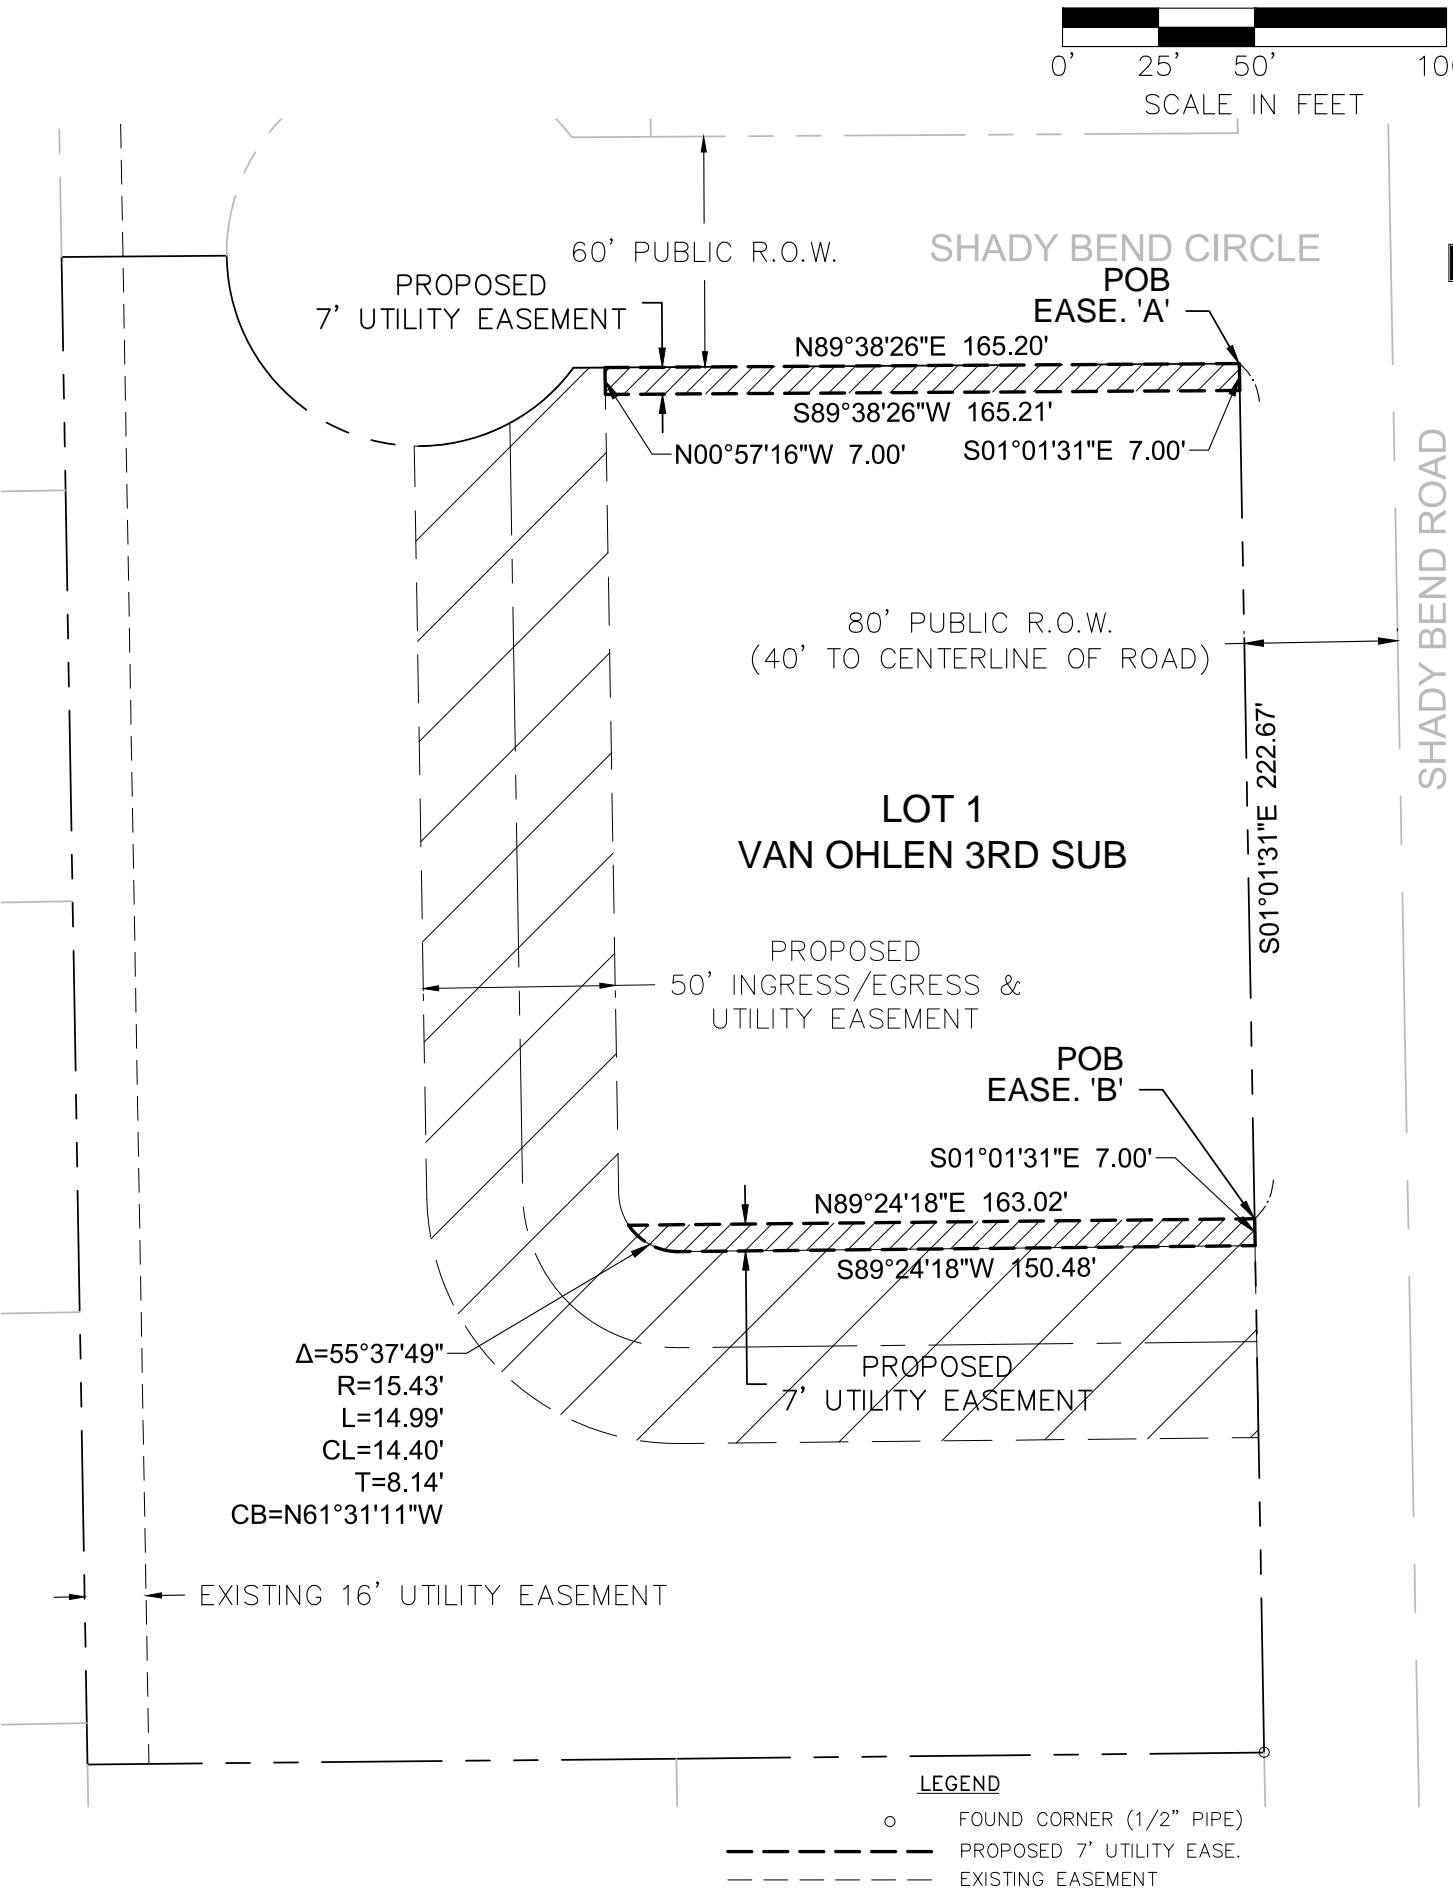 0' 25' 50' 10
SCALE IN FEET
60' PUBLIC R.O.W.
SHADY BEND CIRCLE
PROPOSED
7' UTILITY EASEMENT
POB
EASE. 'A'
N89°38'26"E 165.20'
S89°38'26"W 165.21'
N00°57'16"W 7.00'
S01°01'31"E 7.00'
SHADY BEND ROAD
80' PUBLIC R.O.W.
(40' TO CENTERLINE OF ROAD)
S01°01'31"E 222.67'
LOT 1
VAN OHLEN 3RD SUB
PROPOSED
50' INGRESS/EGRESS &
UTILITY EASEMENT
POB
EASE. 'B'
S01°01'31"E 7.00'
N89°24'18"E 163.02'
S89°24'18"W 150.48'
Δ=55°37'49"
R=15.43'
L=14.99'
CL=14.40'
T=8.14'
CB=N61°31'11"W
PROPOSED
7' UTILITY EASEMENT
EXISTING 16' UTILITY EASEMENT
LEGEND
FOUND CORNER (1/2" PIPE)
PROPOSED 7' UTILITY EASE.
EXISTING EASEMENT